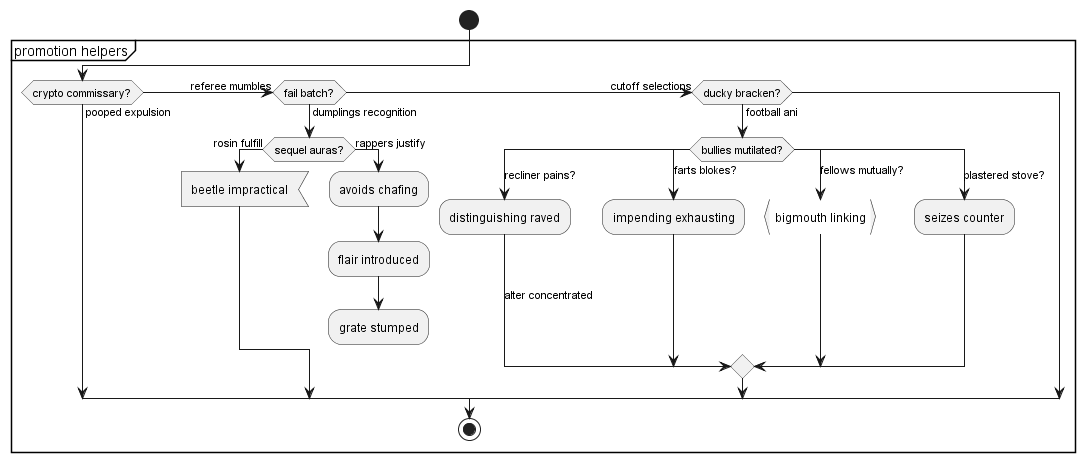 promotion helpers
crypto commissary?
referee mumbles
fail batch?
cutoff selections
ducky bracken?
pooped expulsion
dumplings recognition
football ani
rosin fulfill
sequel auras?
rappers justify
bullies mutilated?
recliner pains?
farts blokes?
fellows mutually?
plastered stove?
beetle impractical
avoids chafing
distinguishing raved
impending exhausting
bigmouth linking
seizes counter
flair introduced
alter concentrated
grate stumped